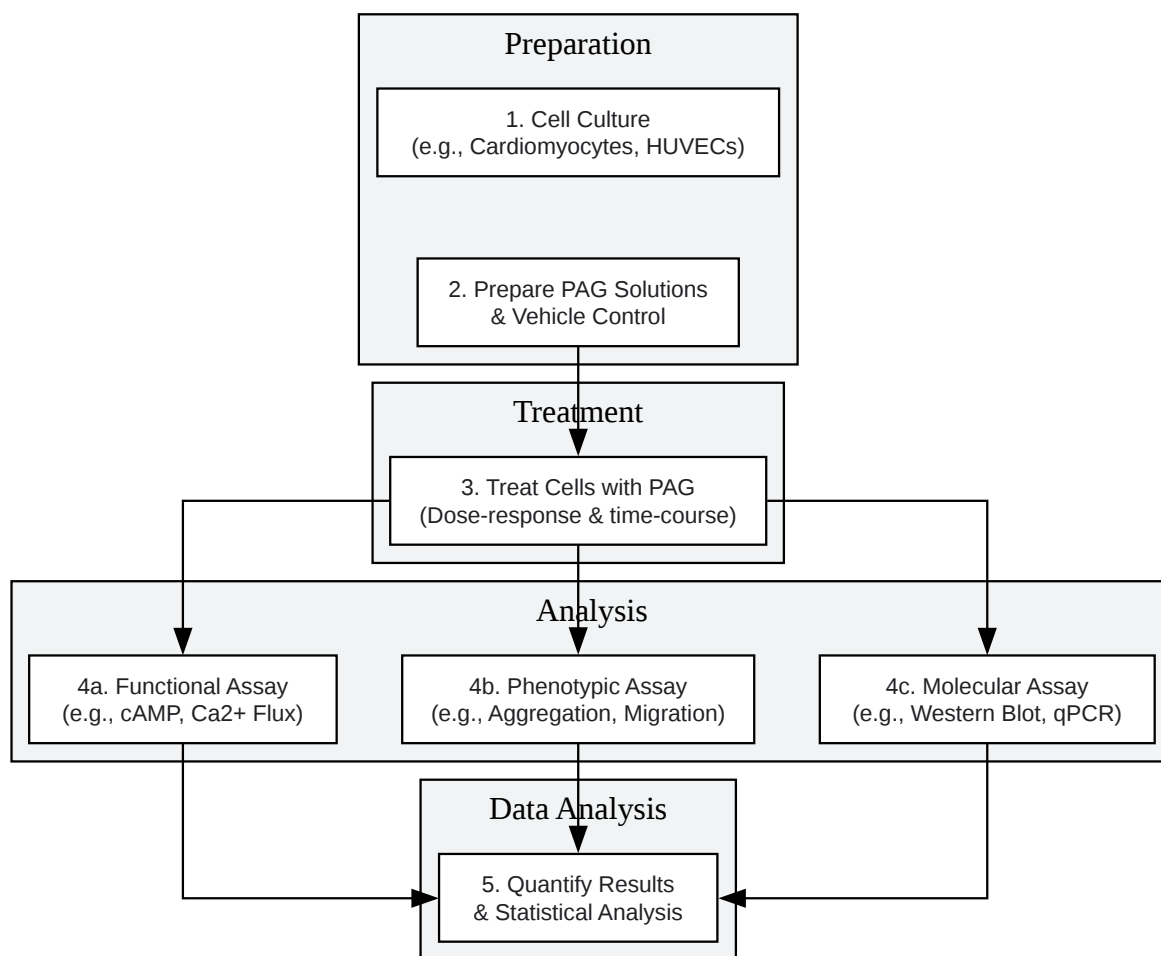 Preparation
1. Cell Culture
(e.g., Cardiomyocytes, HUVECs)
2. Prepare PAG Solutions
& Vehicle Control
Treatment
3. Treat Cells with PAG
(Dose-response & time-course)
Analysis
4a. Functional Assay
(e.g., cAMP, Ca2+ Flux)
4b. Phenotypic Assay
(e.g., Aggregation, Migration)
4c. Molecular Assay
(e.g., Western Blot, qPCR)
Data Analysis
5. Quantify Results
& Statistical Analysis